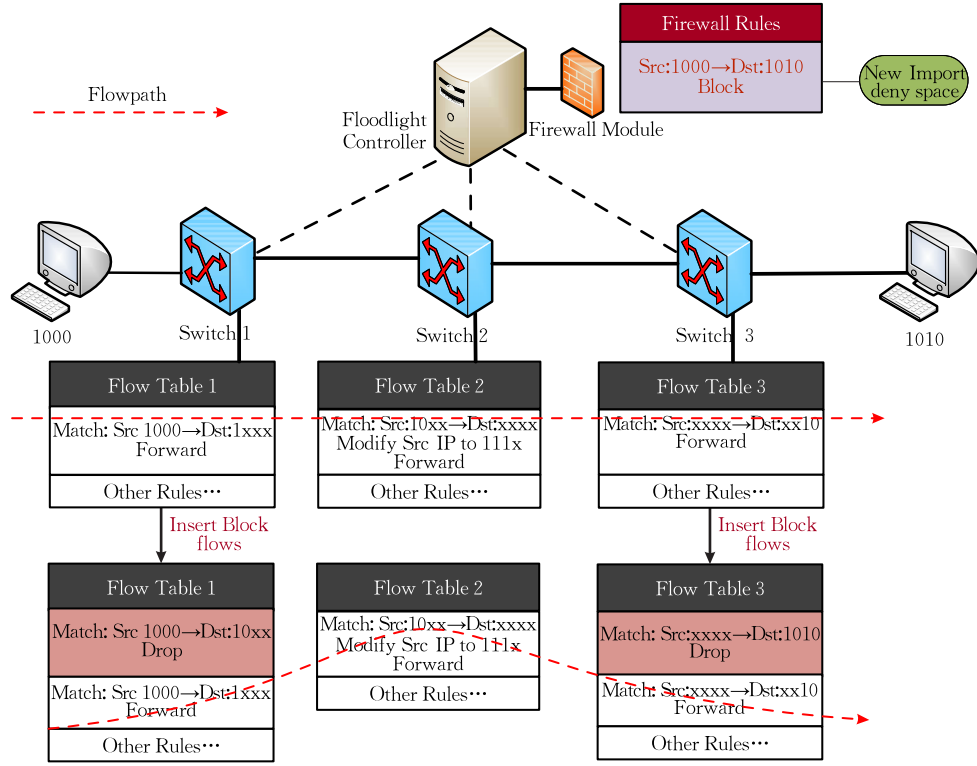 Firewall Rules
Src:1000→Dst:1010
Block
New Import
deny space
Flowpath
Floodlight
Controller
Firewall Module
1000
Switch 1
Switch 2
Switch 3
1010
Flow Table 1
Match: Src 1000→Dst:1xxx
Forward
Other Rules⋯
Flow Table 2
Match: Src:10xx→Dst:xxxx
Modify Src IP to 111x
Forward
Other Rules⋯
Flow Table 3
Match: Src:xxxx→Dst:xx10
Forward
Other Rules⋯
Insert Block
flows
Insert Block
flows
Flow Table 1
Match: Src 1000→Dst:10xx
Drop
Match: Src 1000→Dst:1xxx
Forward
Other Rules⋯
Flow Table 2
Match: Src:10xx→Dst:xxxx
Modify Src IP to 111x
Forward
Other Rules⋯
Flow Table 3
Match: Src:xxxx→Dst:1010
Drop
Match: Src:xxxx→Dst:xx10
Forward
Other Rules⋯